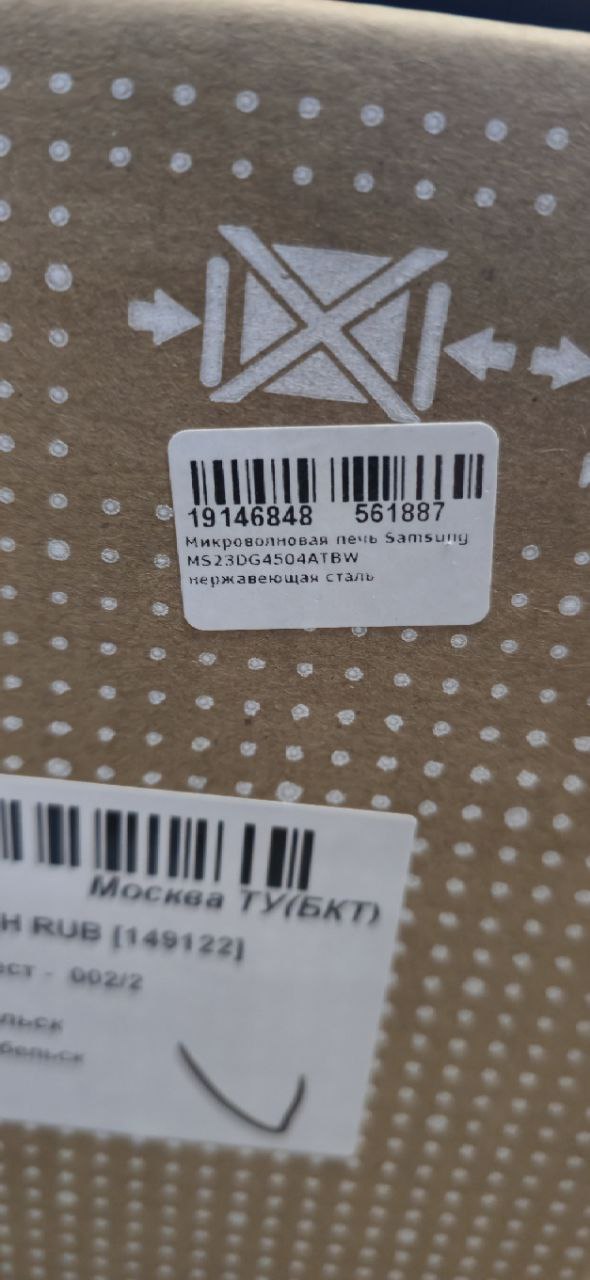 19146848 561887
Микроволновая печь Samsung
MS23DG4504ATBW
нержавеющая сталь
Москва ТУ(БКТ)
RUB [149122]
002/2